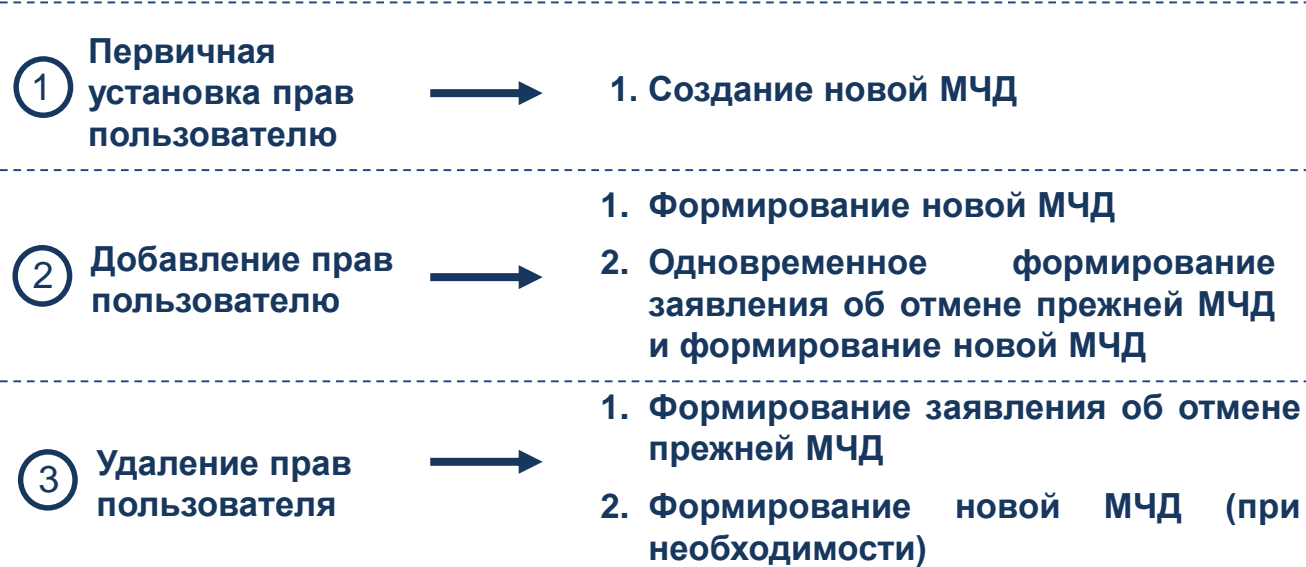 1
Первичная
установка прав
пользователю
1. Создание новой МЧД
2
Добавление прав
пользователю
1. Формирование новой МЧД
2. Одновременное формирование
заявления об отмене прежней МЧД
и формирование новой МЧД
3
Удаление прав
пользователя
1. Формирование заявления об отмене
прежней МЧД
2. Формирование новой МЧД (при
необходимости)